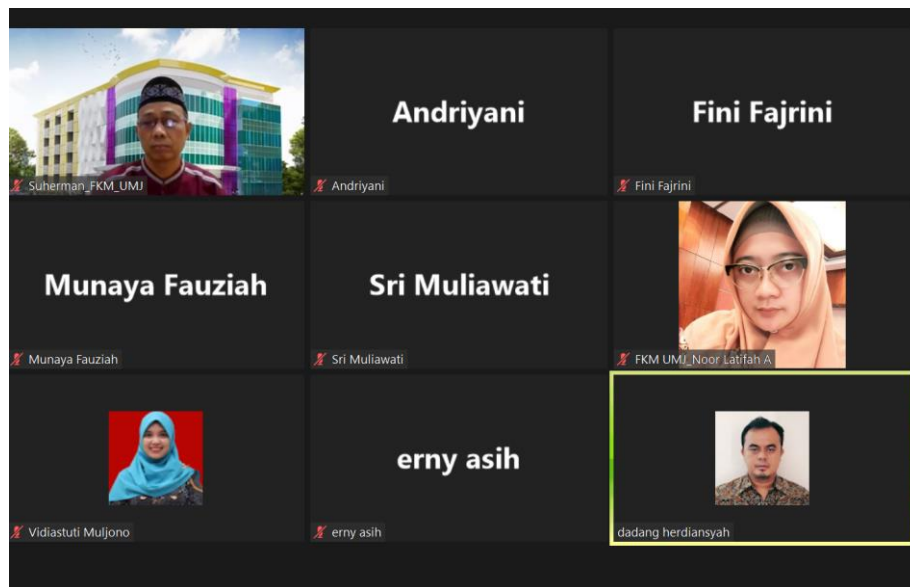 Suherman_FKM_UMJ
Andriyani
Andriyani
Fini Fajrini
Fini Fajrini
Munaya Fauziah
Munaya Fauziah
Sri Muliawati
Sri Muliawati
FKM UMJ_Noor Latifah A
Vidiastuti Muljono
erny asih
erny asih
dadang herdiansyah